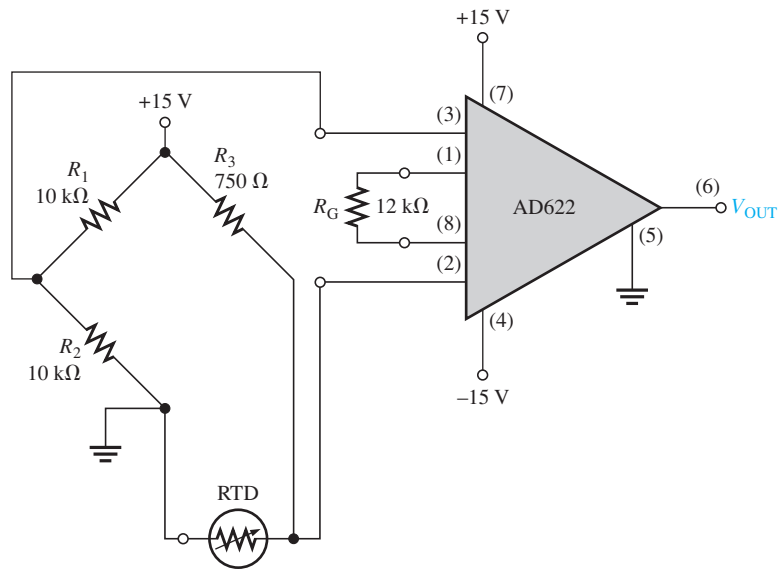 +15 V
(7)
(3)
+15 V
R1
10 kΩ
R3
750 Ω
(1)
RG
12 kΩ
AD622
(6)
VOUT
(8)
(5)
(2)
R2
10 kΩ
(4)
–15 V
RTD